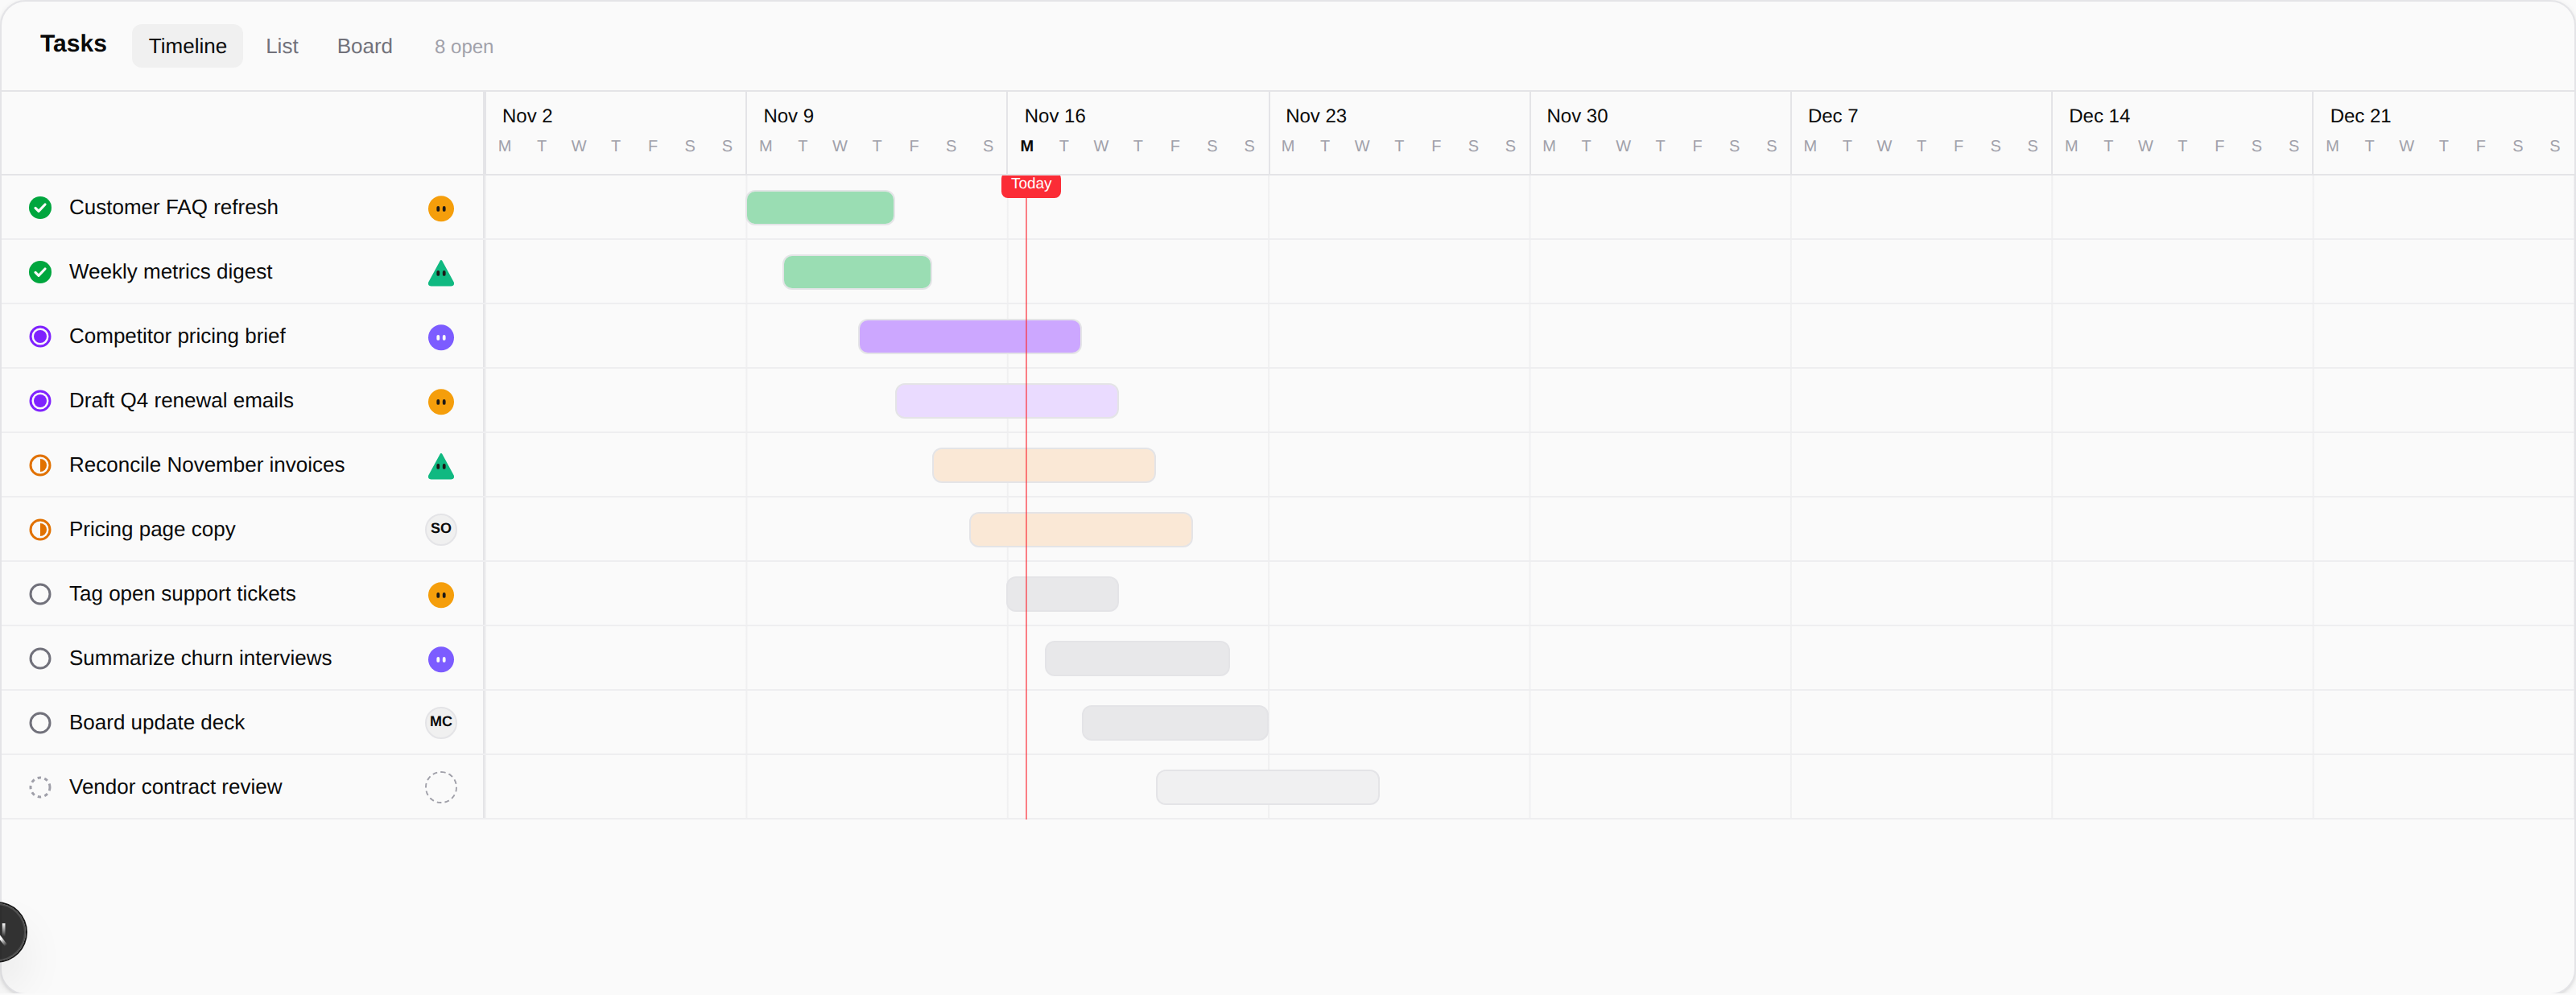 Tasks Timeline List Board 8 open
Nov 2 Nov 9 Nov 16 Nov 23 Nov 30 Dec 7 Dec 14 Dec 21
M T W T F S S M T W T F S S M T W T F S S M T W T F S S M T W T F S S M T W T F S S M T W T F S S M T W T F S S
Today
Customer FAQ refresh
Weekly metrics digest
Competitor pricing brief
Draft Q4 renewal emails
Reconcile November invoices
Pricing page copy SO
Tag open support tickets
Summarize churn interviews
Board update deck MC
Vendor contract review